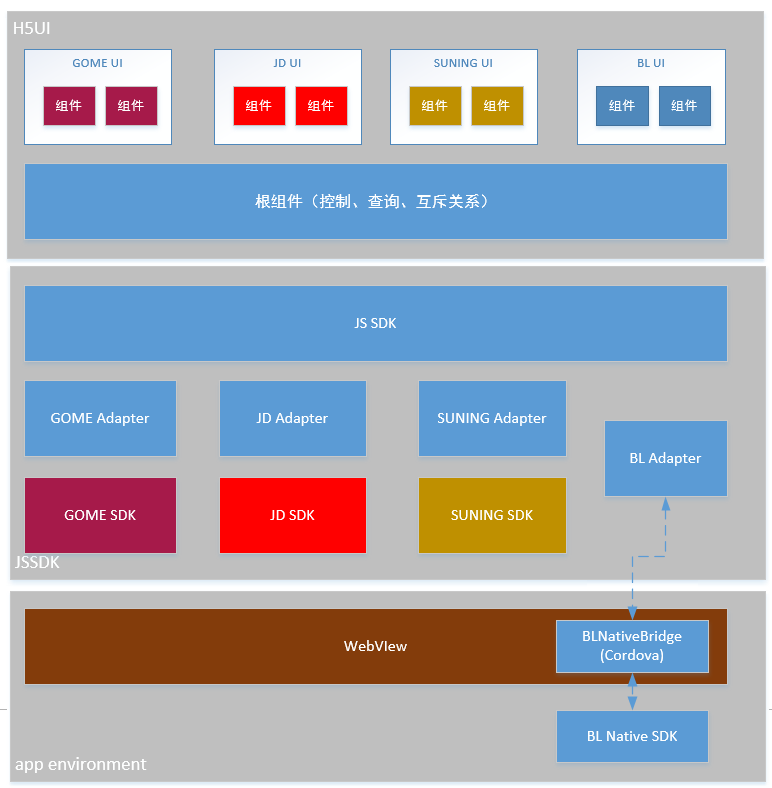 H5UI
GOME UI
JD UI
SUNING UI
BL UI
组件
组件
组件
组件
组件
组件
组件
组件
根组件（控制、查询、互斥关系）
JS SDK
GOME Adapter
JD Adapter
SUNING Adapter
BL Adapter
GOME SDK
JD SDK
SUNING SDK
JSSDK
WebVIew
BLNativeBridge
(Cordova)
BL Native SDK
app environment